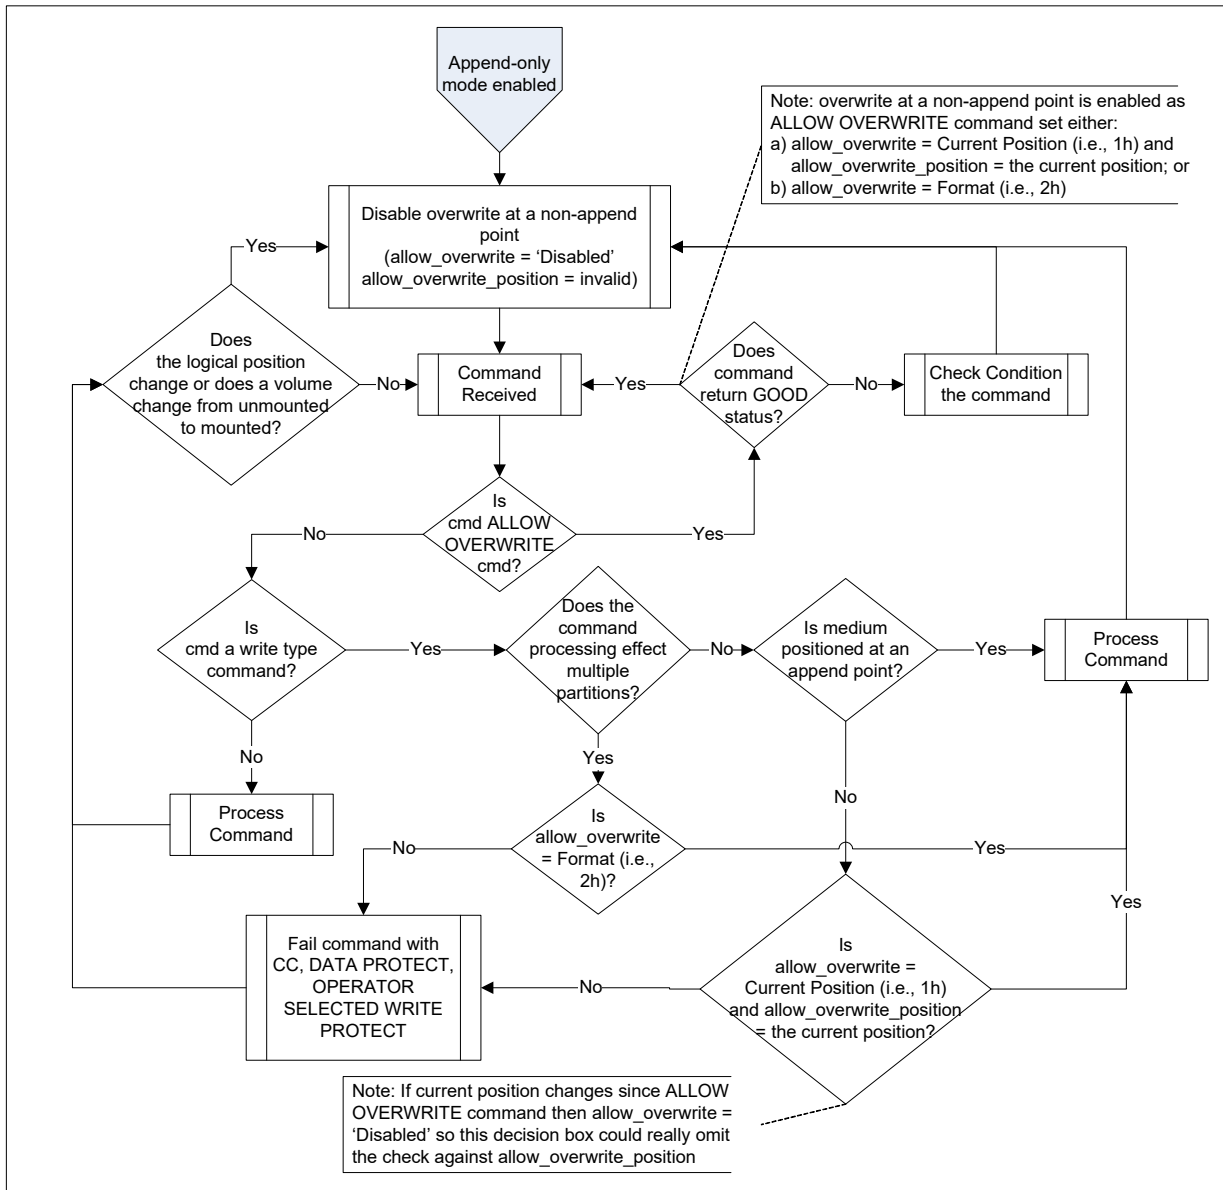 Append-only
mode enabled
Note: overwrite at a non-append point is enabled as
ALLOW OVERWRITE command set either:
a) allow_overwrite = Current Position (i.e., 1h) and
allow_overwrite_position = the current position; or
b) allow_overwrite = Format (i.e., 2h)
Disable overwrite at a non-append
point
(allow_overwrite = ‘Disabled’
allow_overwrite_position = invalid)
Yes
Does
the logical position
change or does a volume
change from unmounted
to mounted?
No
Command
Received
Yes
Does
command
return GOOD
status?
No
Check Condition
the command
Is
cmd ALLOW
OVERWRITE
cmd?
No
Yes
Is
cmd a write type
command?
Yes
Does the
command
processing effect
multiple
partitions?
No
Is medium
positioned at an
append point?
Yes
Process
Command
No
Yes
No
Process
Command
Is
allow_overwrite
= Format (i.e.,
2h)?
No
Yes
Yes
Fail command with
CC, DATA PROTECT,
OPERATOR
SELECTED WRITE
PROTECT
No
Is
allow_overwrite =
Current Position (i.e., 1h)
and allow_overwrite_position
= the current position?
Note: If current position changes since ALLOW
OVERWRITE command then allow_overwrite =
‘Disabled’ so this decision box could really omit
the check against allow_overwrite_position